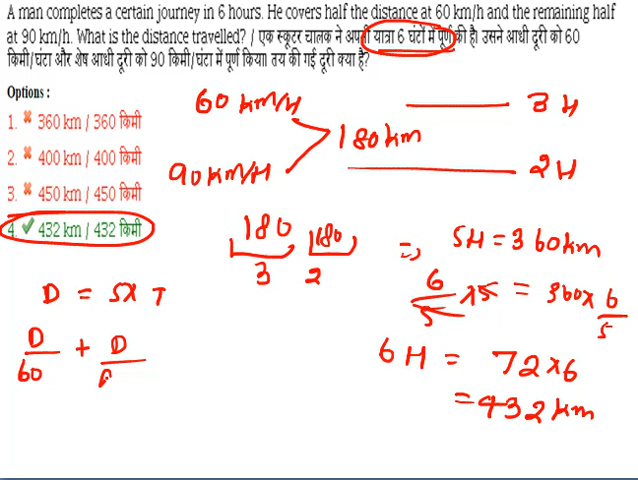 A man completes a certain journey in 6 hours. He covers half the distance at 60 km/h and the remaining half
at 90 km/h. What is the distance travelled? / एक स्कूटर चालक ने अपनी यात्रा 6 घंटों में पूर्ण की है। उसने आधी दूरी को 60
किमी/घंटा और शेष आधी दूरी को 90 किमी/घंटा में पूर्ण किया। तय की गई दूरी क्या है?
Options :
1. 360 km / 360 किमी
2. 400 km / 400 किमी
3. 450 km / 450 किमी
4. 432 km / 432 किमी
60 km/H
3 H
180 km
90 km/H
2 H
180 180
3 2
=> 5H = 360 km
6/5 x 5 = 360 x 6/5
6 H = 72 x 6
= 432 km
D = S x T
D/60 + D/